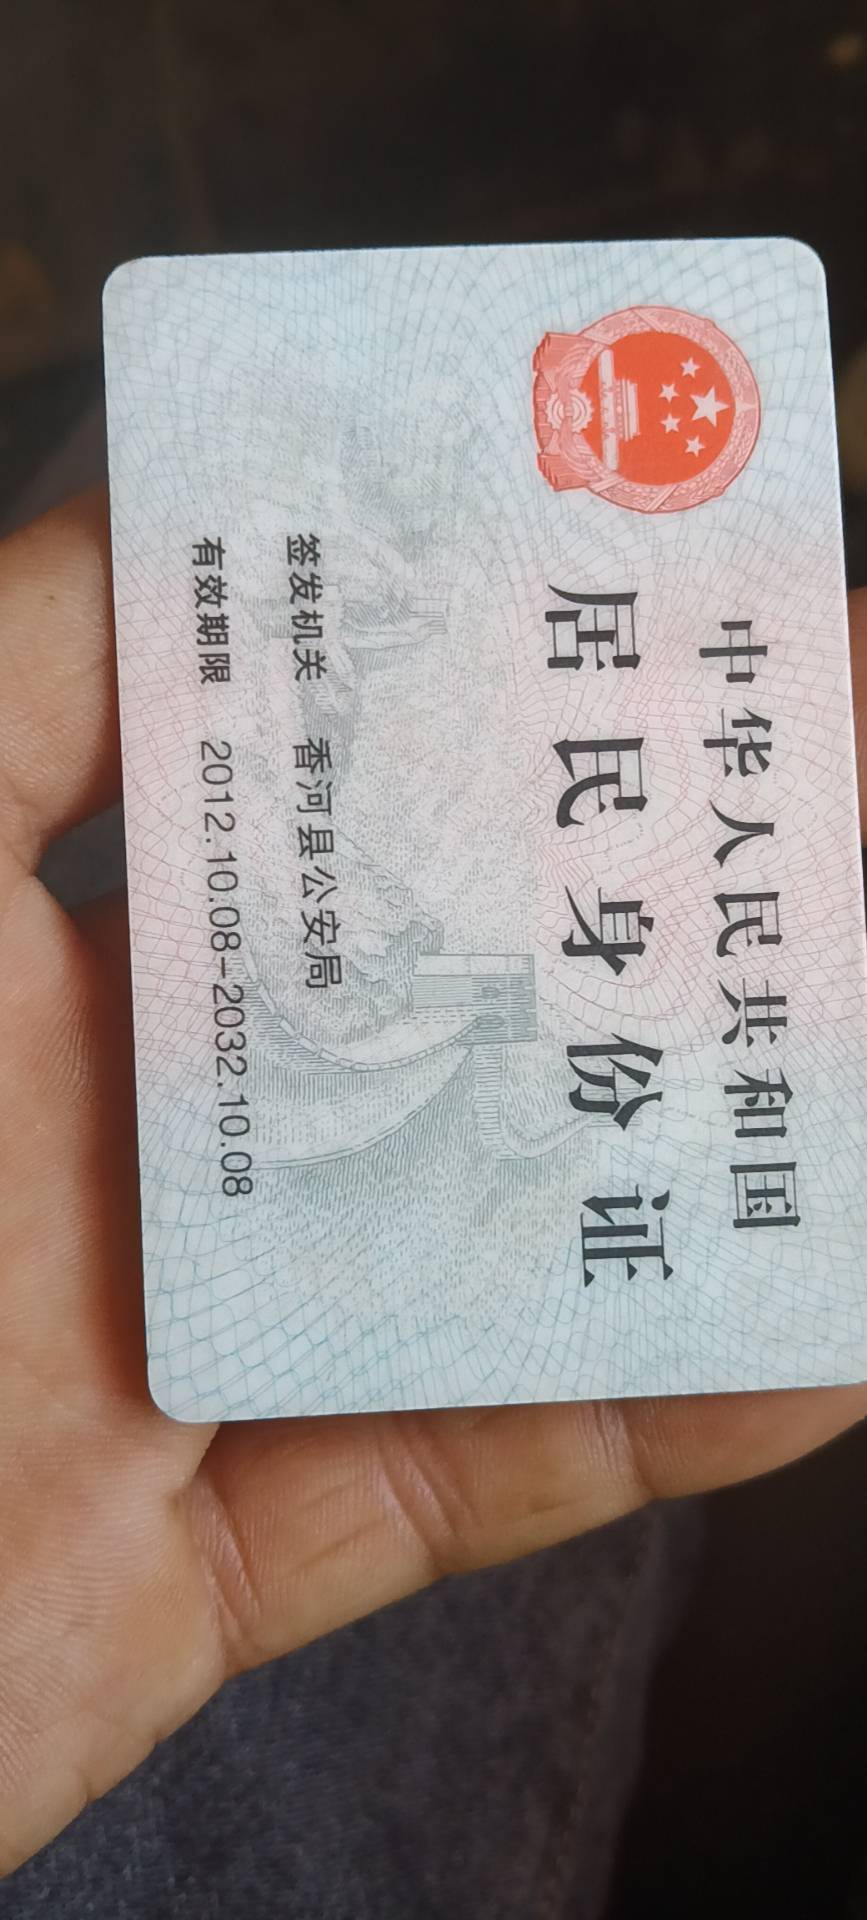 中华人民共和国
居民身份证
签发机关 香河县公安局
有效期限 2012.10.08-2032.10.08